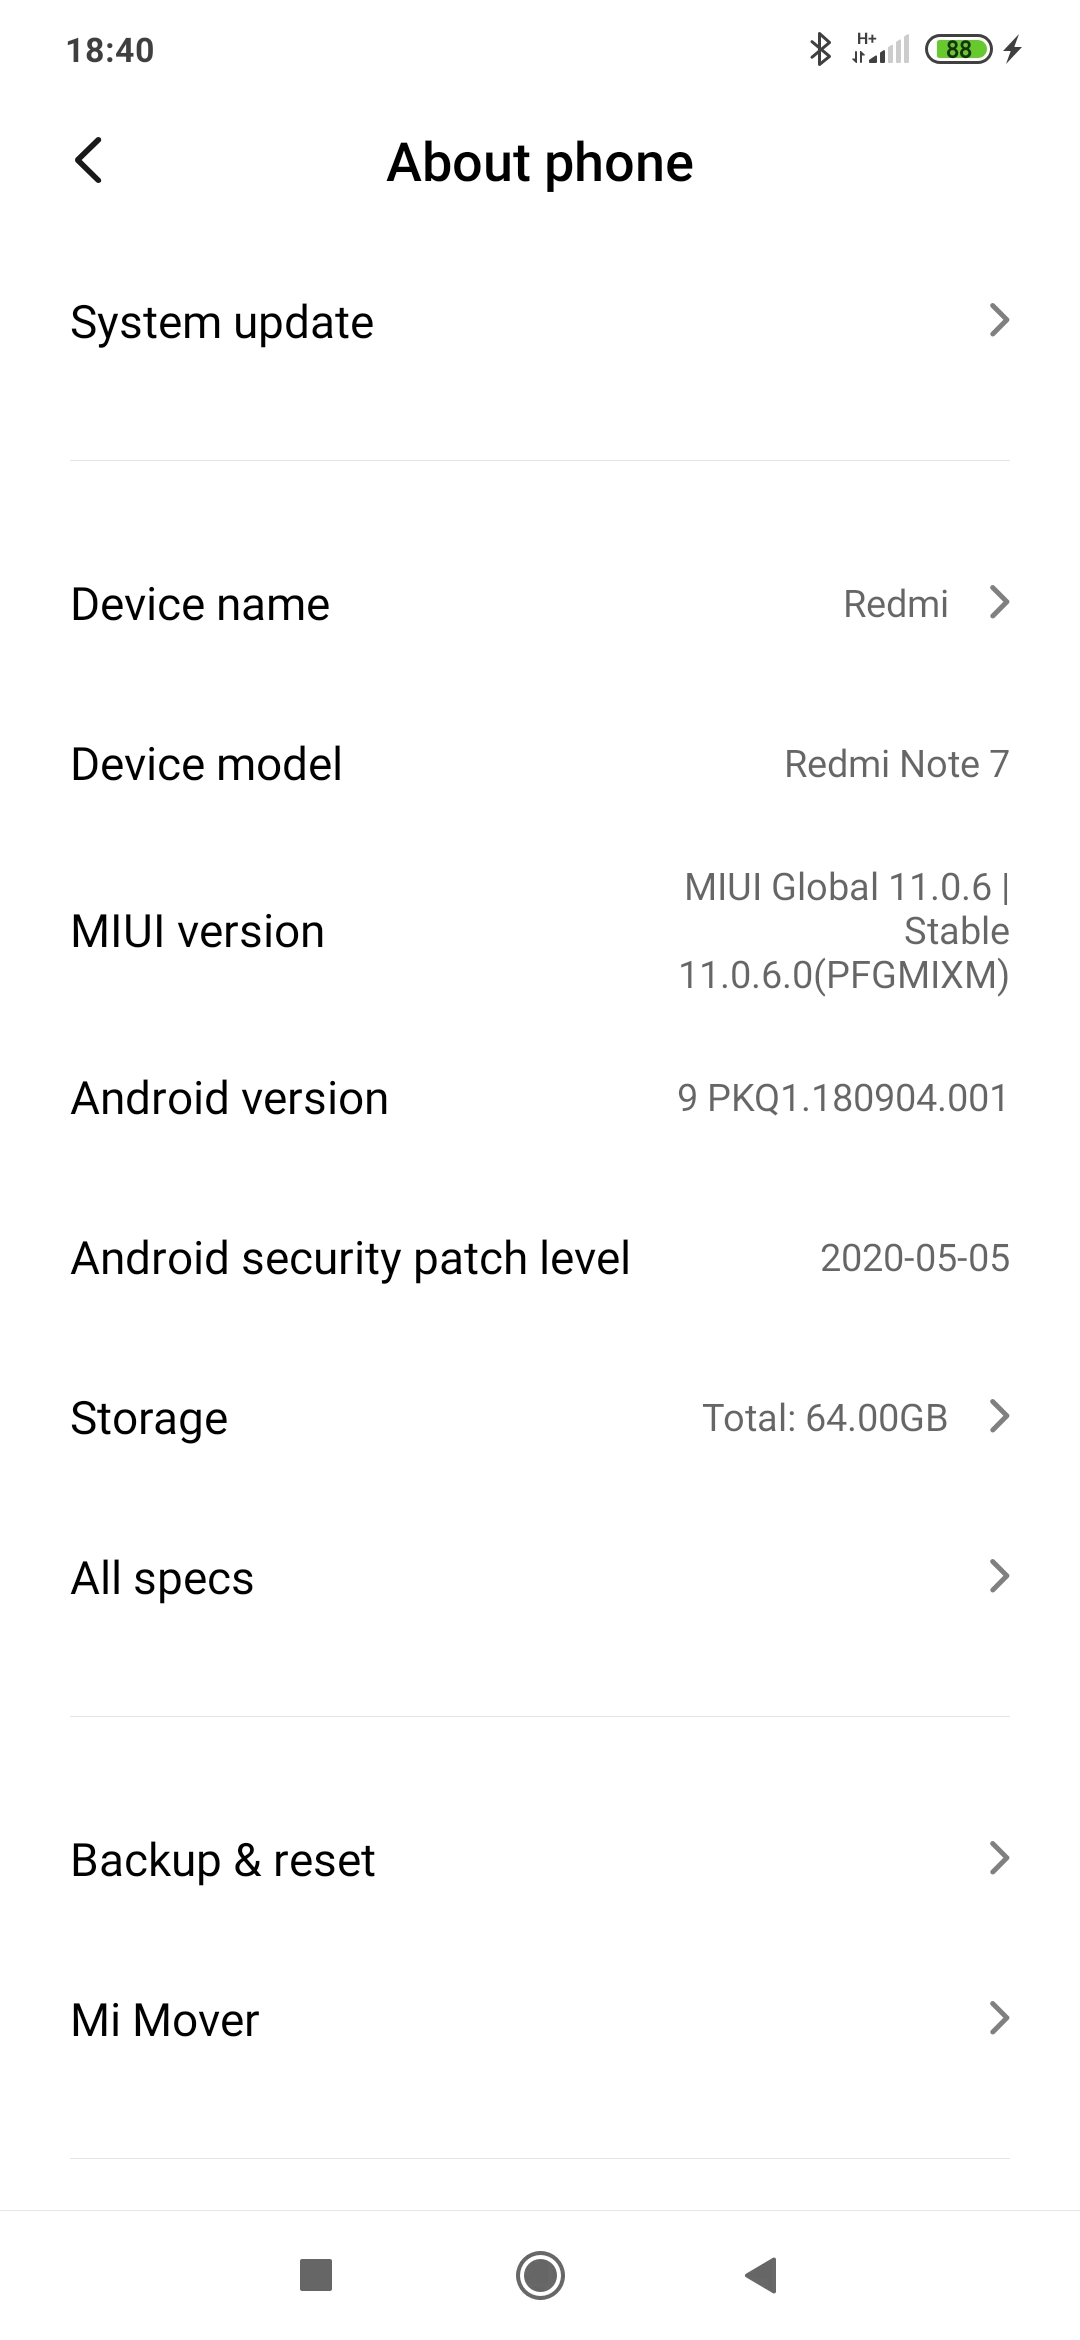 18:40 H+ 88
About phone
System update
Device name Redmi
Device model Redmi Note 7
MIUI version MIUI Global 11.0.6 |
Stable
11.0.6.0(PFGMIXM)
Android version 9 PKQ1.180904.001
Android security patch level 2020-05-05
Storage Total: 64.00GB
All specs
Backup & reset
Mi Mover